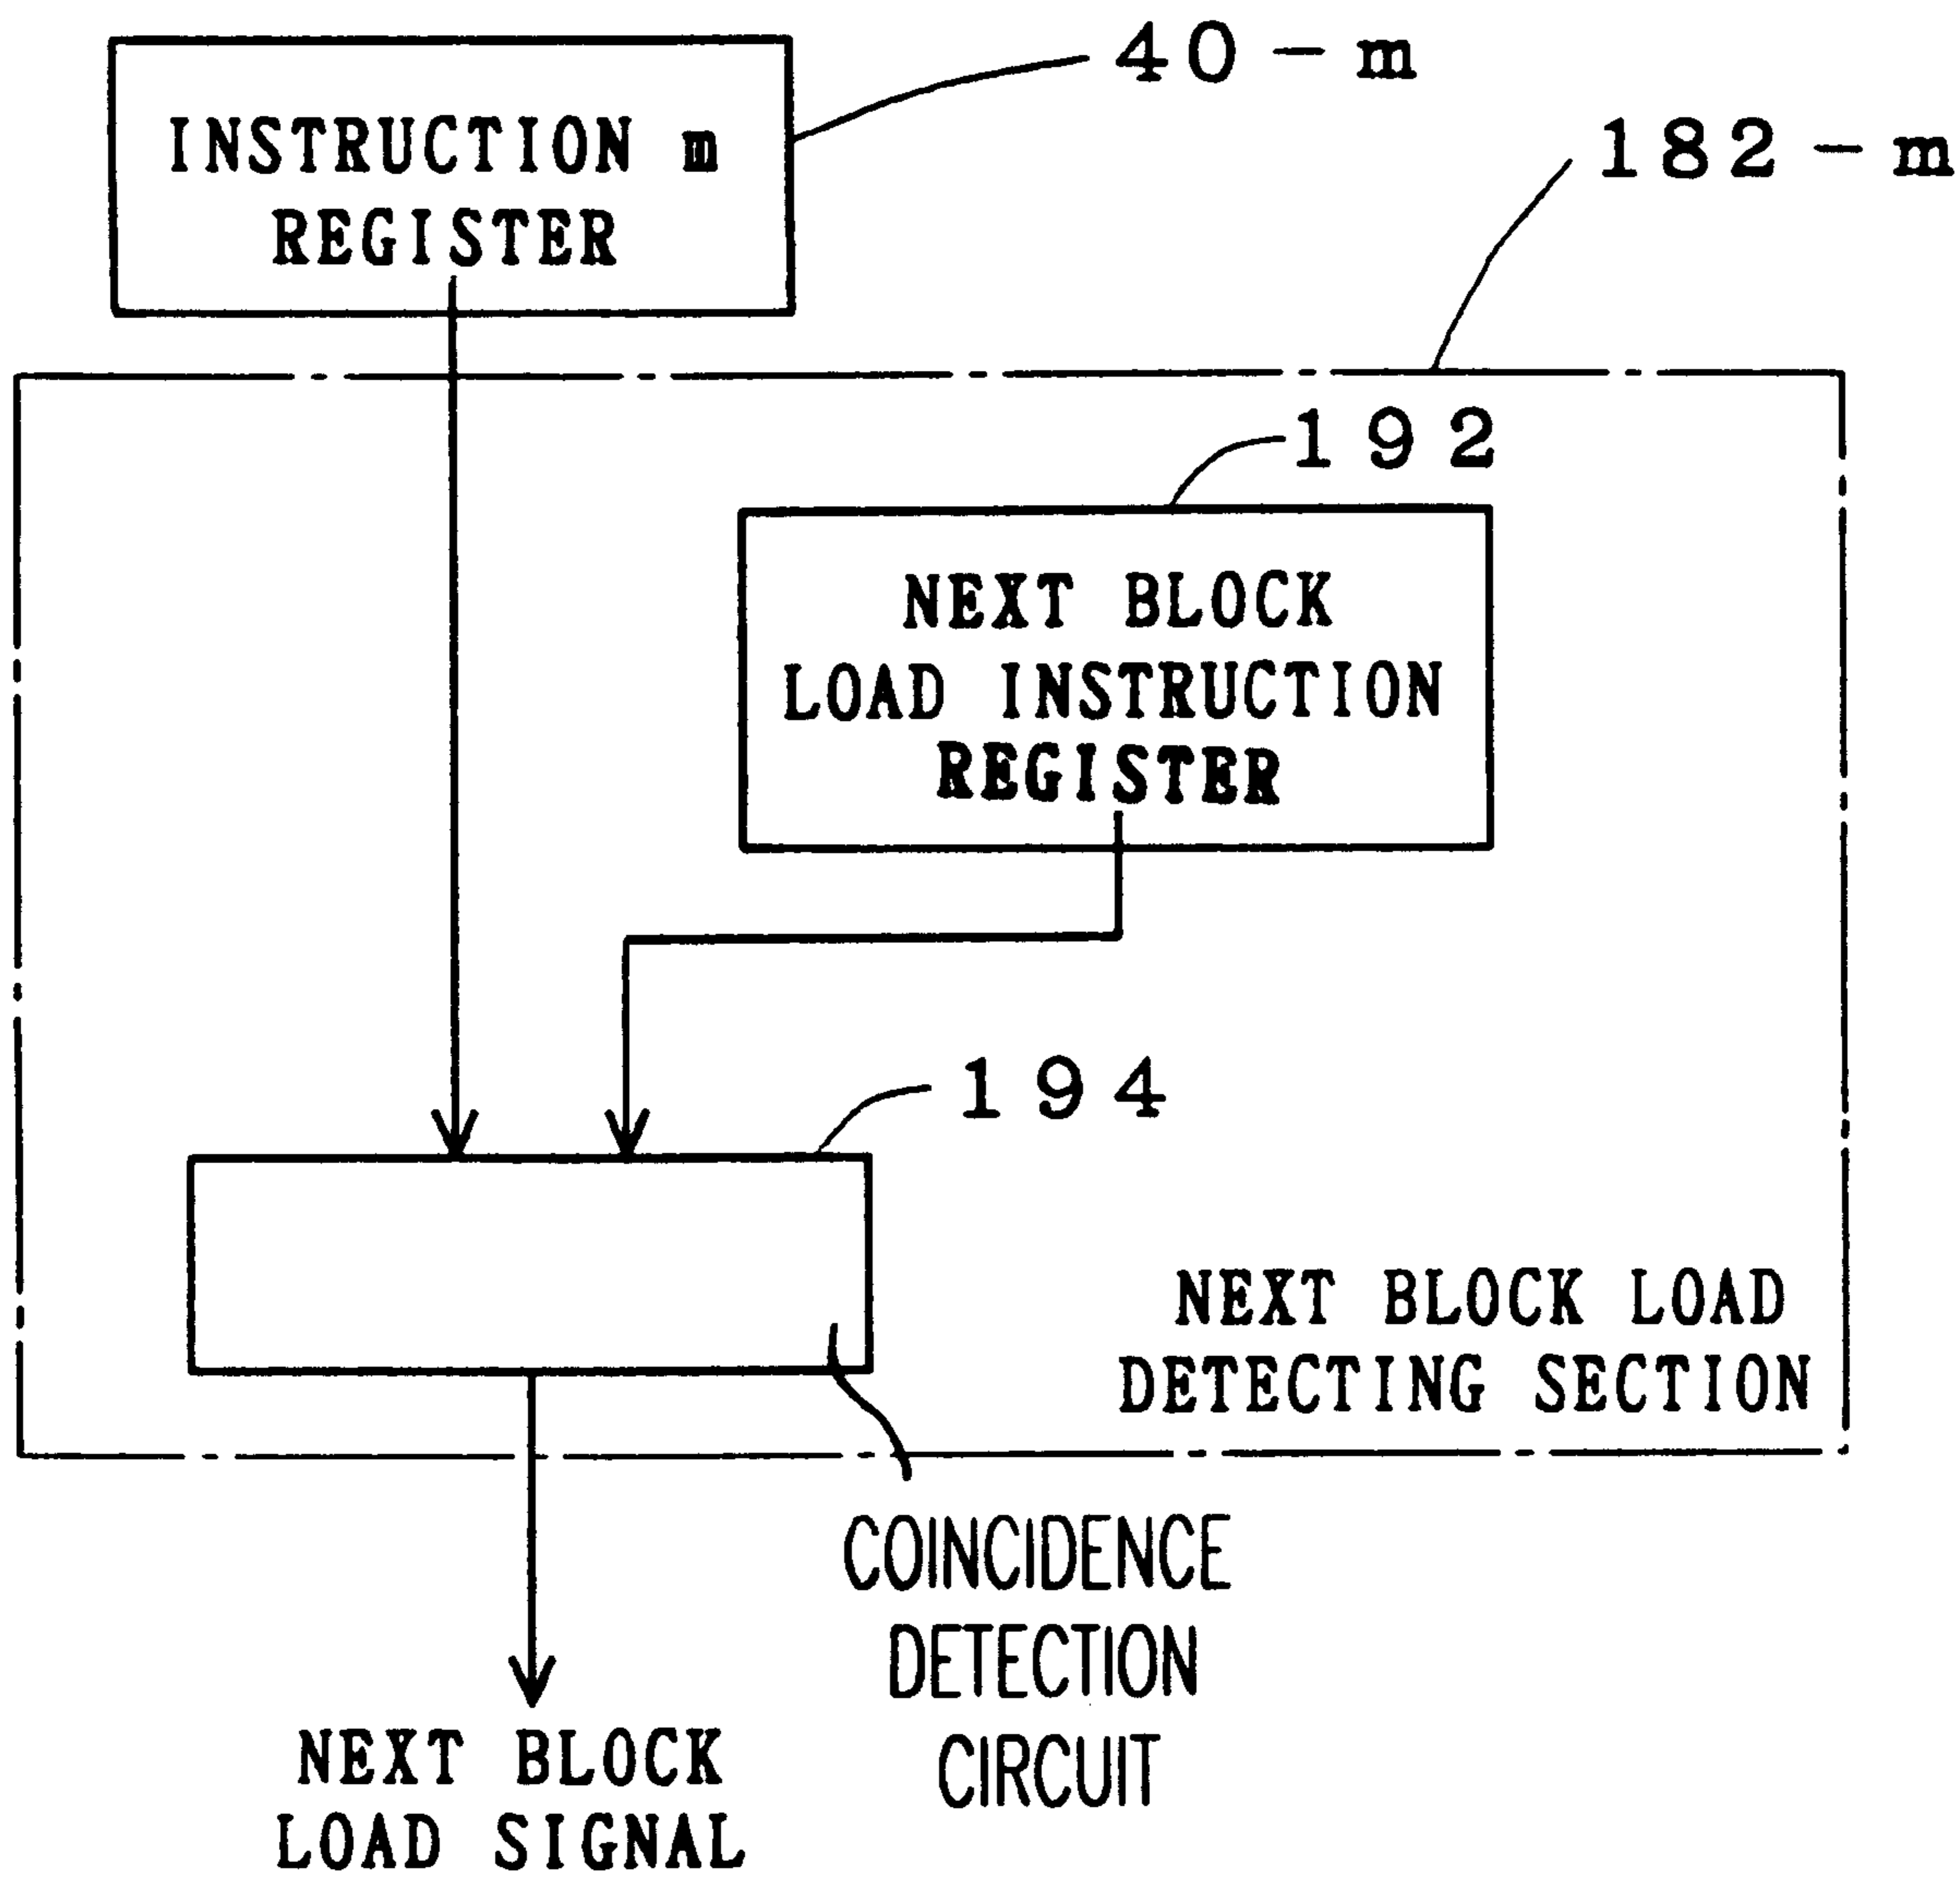 40-m
INSTRUCTION m
REGISTER
182-m
192
NEXT BLOCK
LOAD INSTRUCTION
REGISTER
194
NEXT BLOCK LOAD
DETECTING SECTION
COINCIDENCE
DETECTION
CIRCUIT
NEXT BLOCK
LOAD SIGNAL